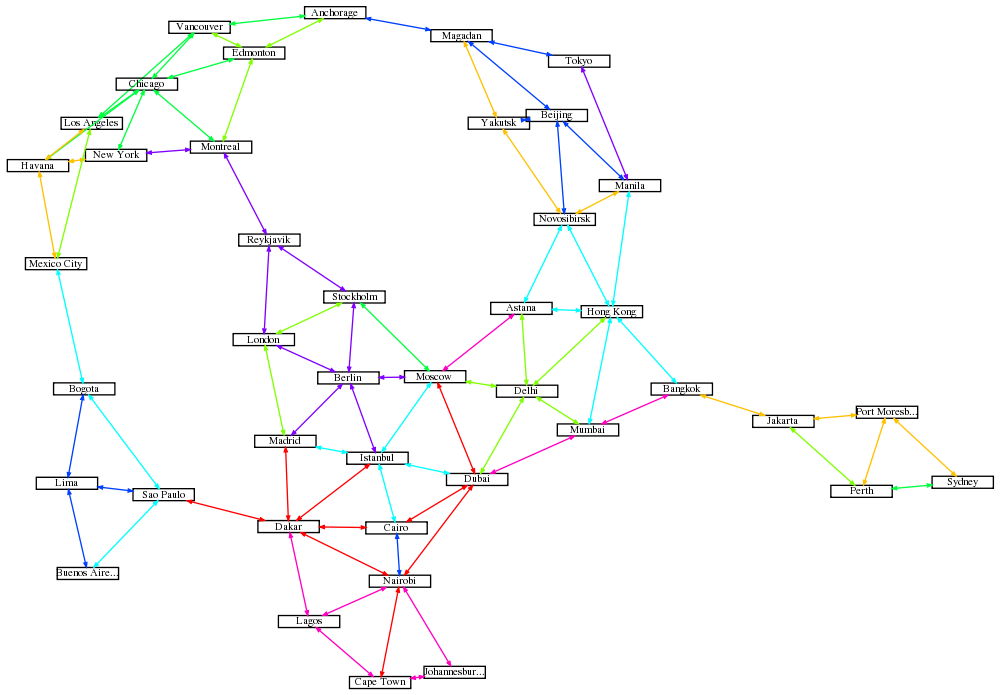 Anchorage
Vancouver
Magadan
Edmonton
Tokyo
Chicago
Beijing
Los Angeles
Yakutsk
Montreal
New York
Havana
Manila
Novosibirsk
Reykjavik
Mexico City
Stockholm
Astana
Hong Kong
London
Moscow
Berlin
Bogota
Bangkok
Delhi
Port Moresb...
Jakarta
Mumbai
Madrid
Istanbul
Dubai
Sydney
Lima
Perth
Sao Paulo
Dakar
Cairo
Buenos Aire...
Nairobi
Lagos
Johannesbur...
Cape Town